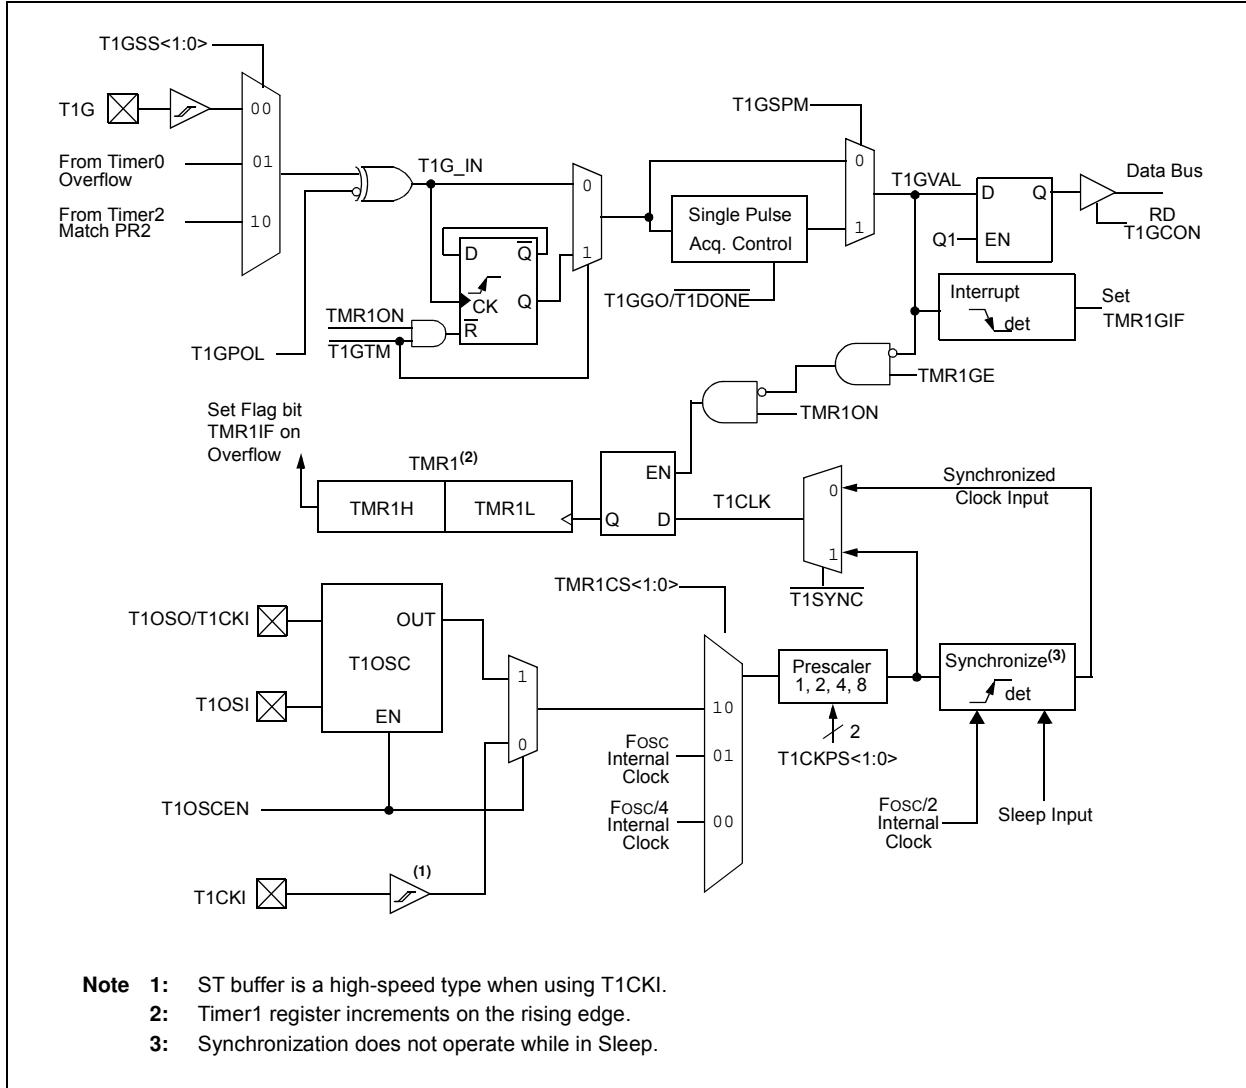 T1GSS<1:0>
T1G
00
From Timer0
Overflow
01
From Timer2
Match PR2
10
T1GPOL
T1G_IN
D
Q
CK
Q
R
TMR1ON
T1GTM
0
1
T1GSPM
Single Pulse
Acq. Control
T1GGO/T1DONE
0
1
T1GVAL
D
Q
Q1
EN
Data Bus
RD
T1GCON
Interrupt
det
Set
TMR1GIF
TMR1GE
TMR1ON
Set Flag bit
TMR1IF on
Overflow
TMR1(2)
TMR1H
TMR1L
EN
Q
D
T1CLK
0
1
T1SYNC
Synchronized
Clock Input
T1OSO/T1CKI
T1OSI
OUT
T1OSC
EN
T1OSCEN
1
0
T1CKI
(1)
TMR1CS<1:0>
10
FOSC
Internal
Clock
01
FOSC/4
Internal
Clock
00
Prescaler
1, 2, 4, 8
2
T1CKPS<1:0>
Synchronize(3)
det
FOSC/2
Internal
Clock
Sleep Input
Note 1: ST buffer is a high-speed type when using T1CKI.
2: Timer1 register increments on the rising edge.
3: Synchronization does not operate while in Sleep.